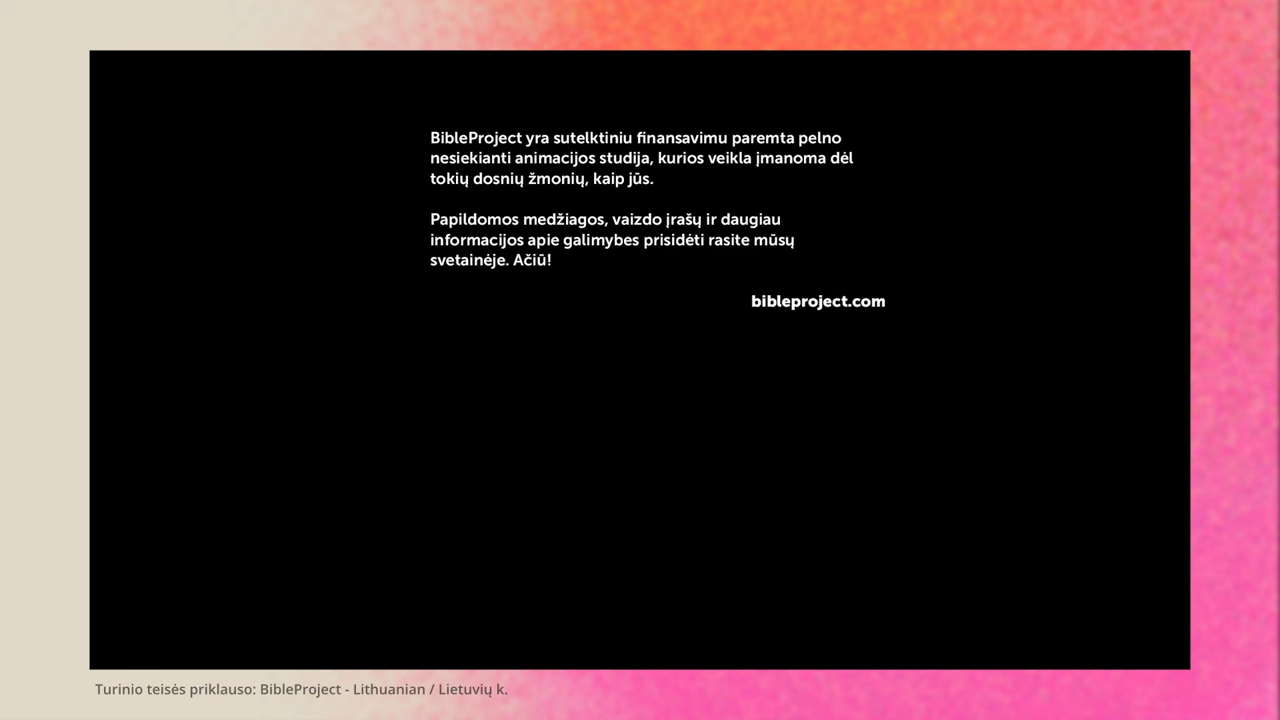 BibleProject yra sutelktiniu finansavimu paremta pelno
nesiekianti animacijos studija, kurios veikla įmanoma dėl
tokių dosnių žmonių, kaip jūs.
Papildomos medžiagos, vaizdo įrašų ir daugiau
informacijos apie galimybes prisidėti rasite mūsų
svetainėje. Ačiū!
bibleproject.com
Turinio teisės priklauso: BibleProject - Lithuanian / Lietuvių k.